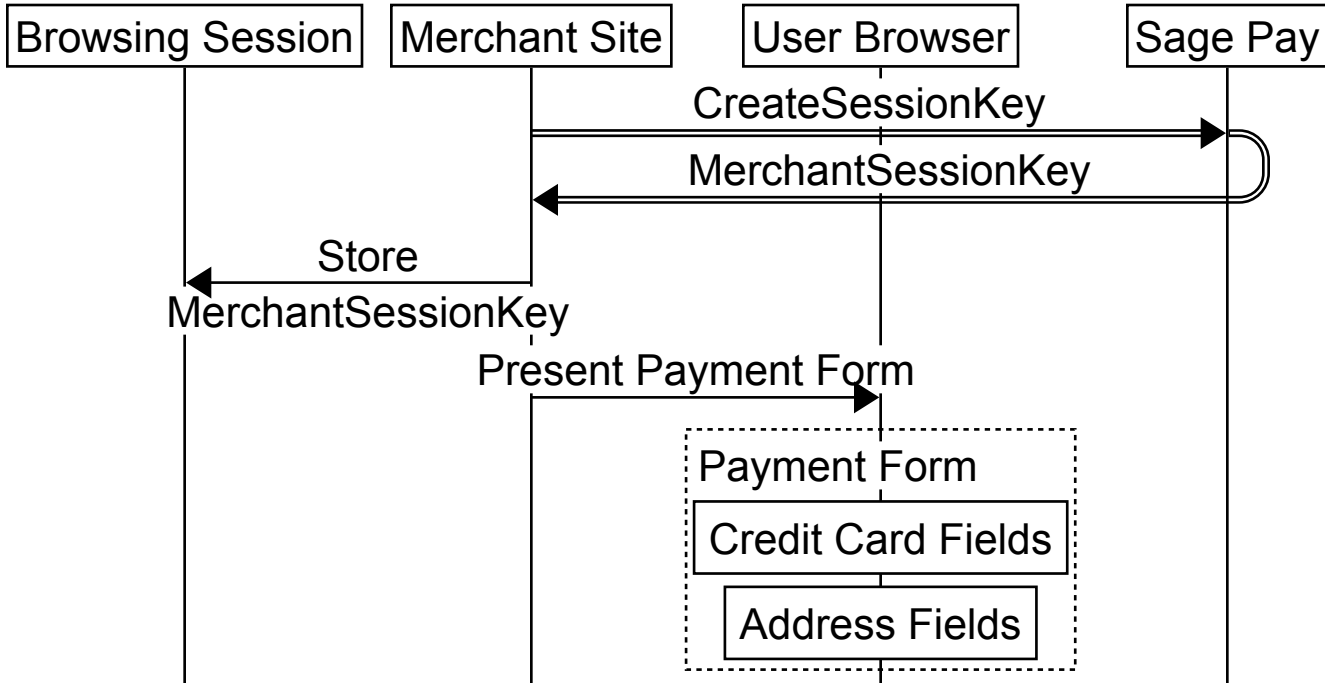 Browsing Session
Merchant Site
User Browser
Sage Pay
CreateSessionKey
MerchantSessionKey
Store
MerchantSessionKey
Present Payment Form
Payment Form
Credit Card Fields
Address Fields